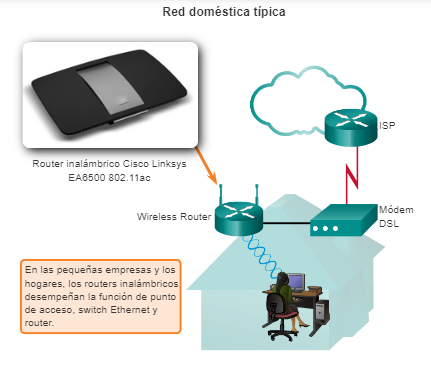 Red doméstica típica
Router inalámbrico Cisco Linksys
EA6500 802.11ac
ISP
Wireless Router
Módem
DSL
En las pequeñas empresas y los
hogares, los routers inalámbricos
desempeñan la función de punto
de acceso, switch Ethernet y
router.